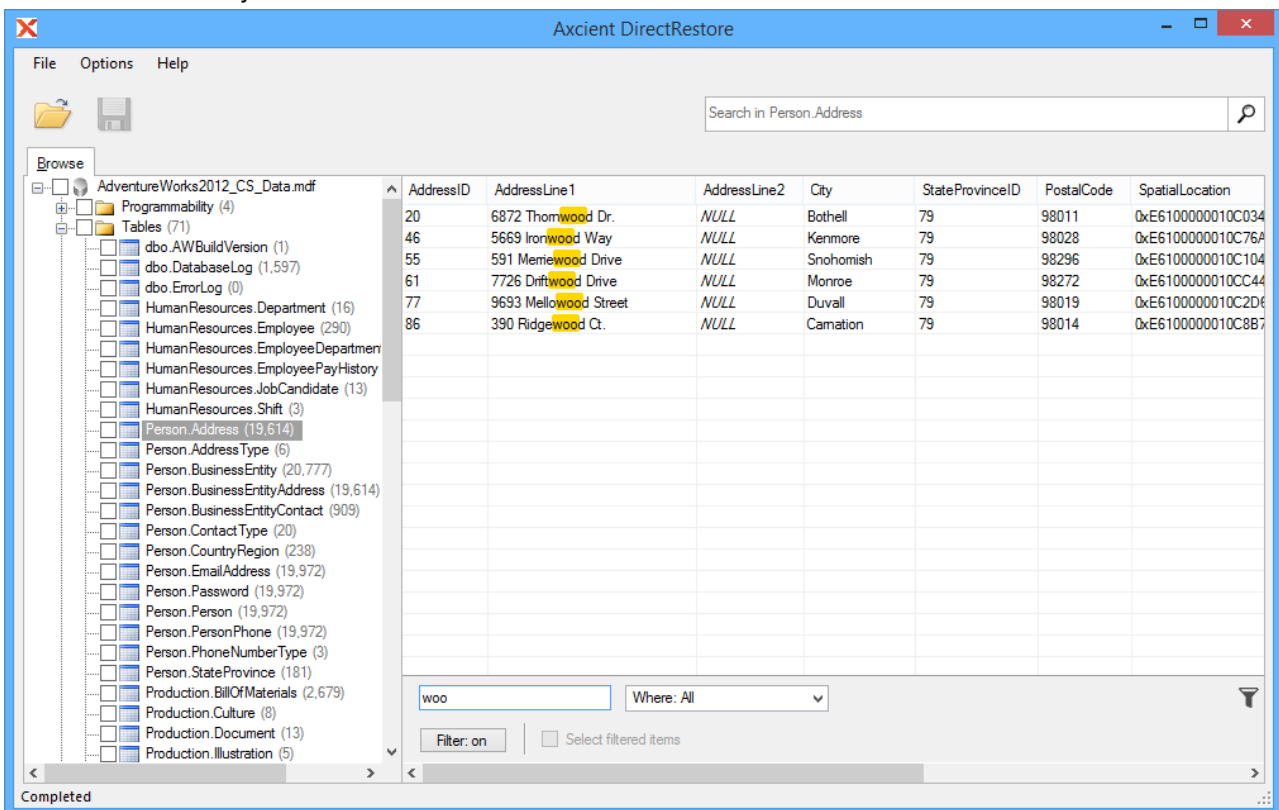 Axcient DirectRestore
File Options Help
Search in Person.Address
Browse
AdventureWorks2012_CS_Data.mdf
Programmability (4)
Tables (71)
dbo.AWBuildVersion (1)
dbo.DatabaseLog (1,597)
dbo.ErrorLog (0)
HumanResources.Department (16)
HumanResources.Employee (290)
HumanResources.EmployeeDepartmen
HumanResources.EmployeePayHistory
HumanResources.JobCandidate (13)
HumanResources.Shift (3)
Person.Address (19,614)
Person.AddressType (6)
Person.BusinessEntity (20,777)
Person.BusinessEntityAddress (19,614)
Person.BusinessEntityContact (909)
Person.ContactType (20)
Person.CountryRegion (238)
Person.EmailAddress (19,972)
Person.Password (19,972)
Person.Person (19,972)
Person.PersonPhone (19,972)
Person.PhoneNumberType (3)
Person.StateProvince (181)
Production.BillOfMaterials (2,679)
Production.Culture (8)
Production.Document (13)
Production.Illustration (5)
AddressID AddressLine1 AddressLine2 City StateProvinceID PostalCode SpatialLocation
20 6872 Thornwood Dr. NULL Bothell 79 98011 0xE6100000010C034
46 5669 Ironwood Way NULL Kenmore 79 98028 0xE6100000010C76A
55 591 Merriewood Drive NULL Snohomish 79 98296 0xE6100000010C104
61 7726 Driftwood Drive NULL Monroe 79 98272 0xE6100000010CC44
77 9693 Mellowood Street NULL Duvall 79 98019 0xE6100000010C2D6
86 390 Ridgewood Ct. NULL Carnation 79 98014 0xE6100000010C8B7
woo Where: All
Filter: on Select filtered items
Completed